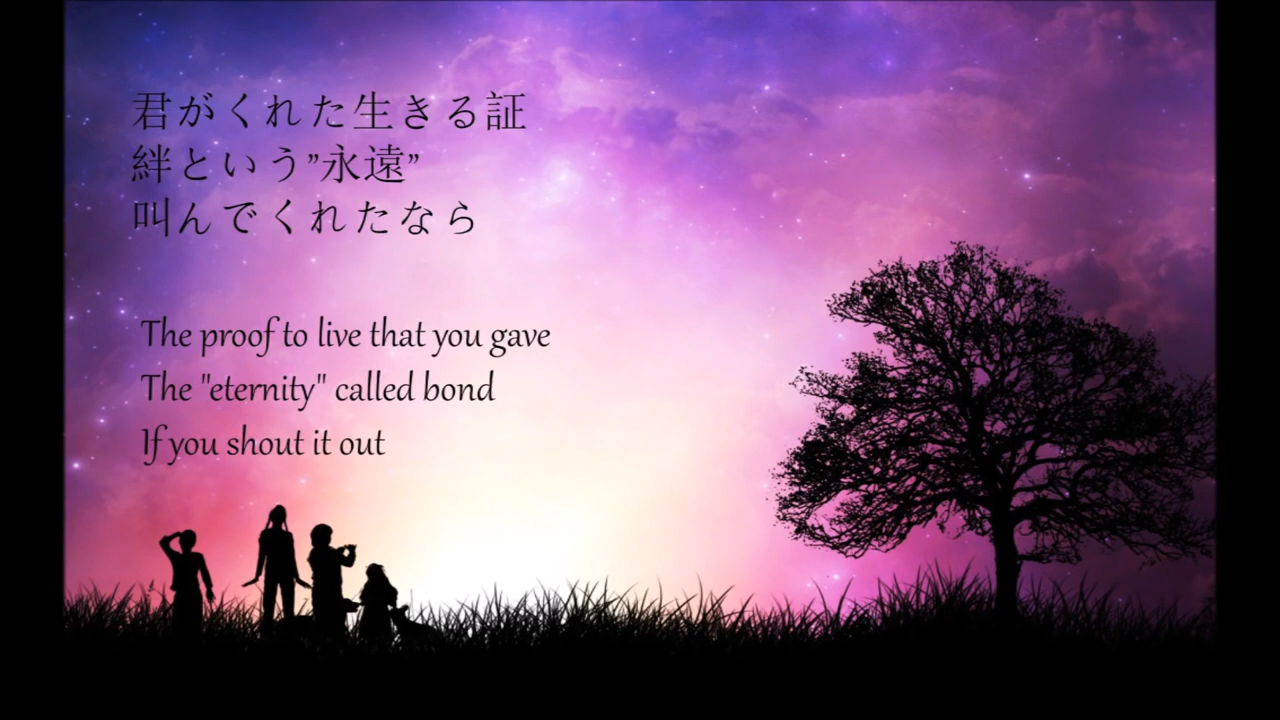 君がくれた生きる証
絆という”永遠”
叫んでくれたなら
The proof to live that you gave
The "eternity" called bond
If you shout it out